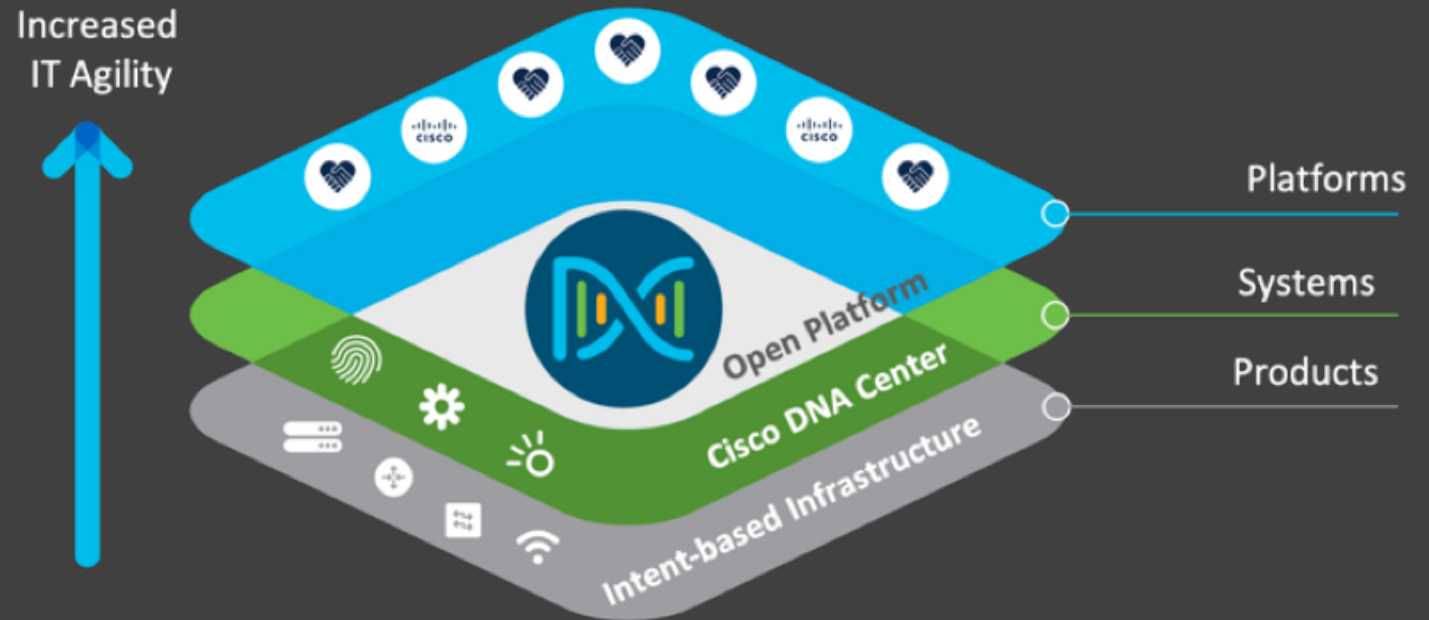 Increased
IT Agility
CISCO
CISCO
Platforms
Systems
Products
Open Platform
Cisco DNA Center
Intent-based Infrastructure